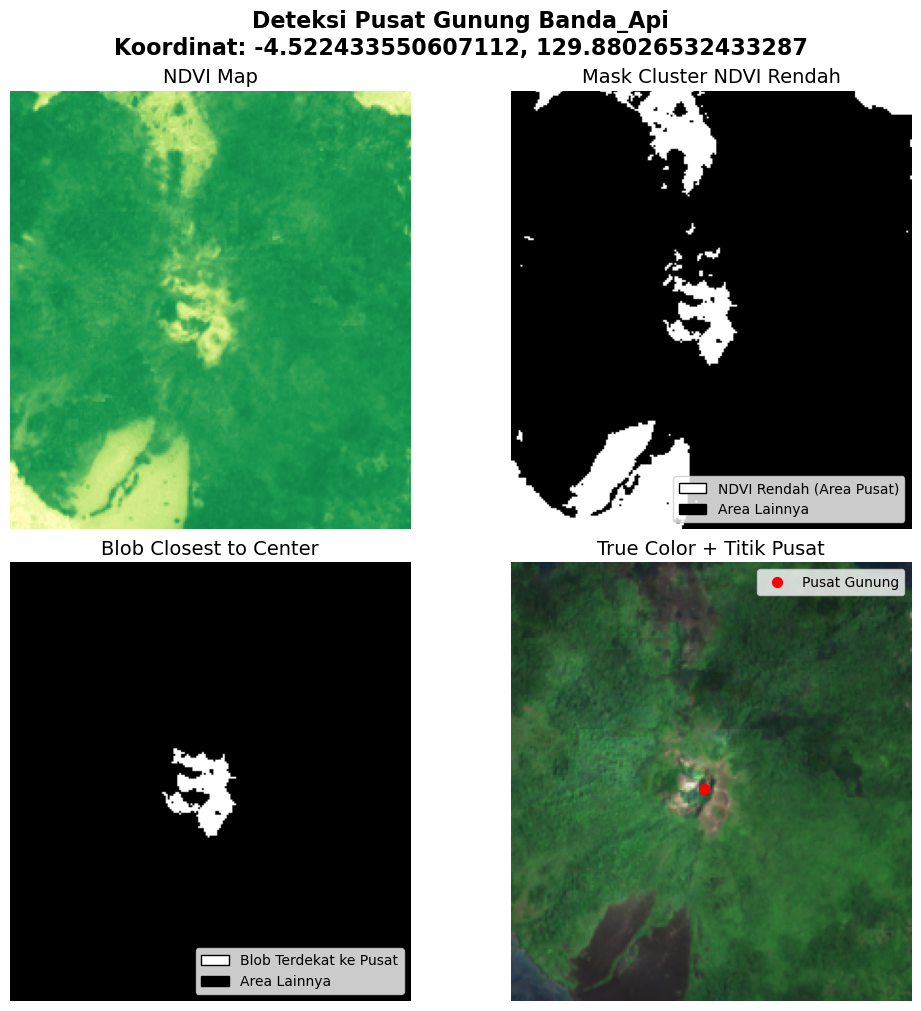 Deteksi Pusat Gunung Banda_Api
Koordinat: -4.522433550607112, 129.88026532433287
NDVI Map
Mask Cluster NDVI Rendah
NDVI Rendah (Area Pusat)
Area Lainnya
Blob Closest to Center
True Color + Titik Pusat
Blob Terdekat ke Pusat
Area Lainnya
Pusat Gunung